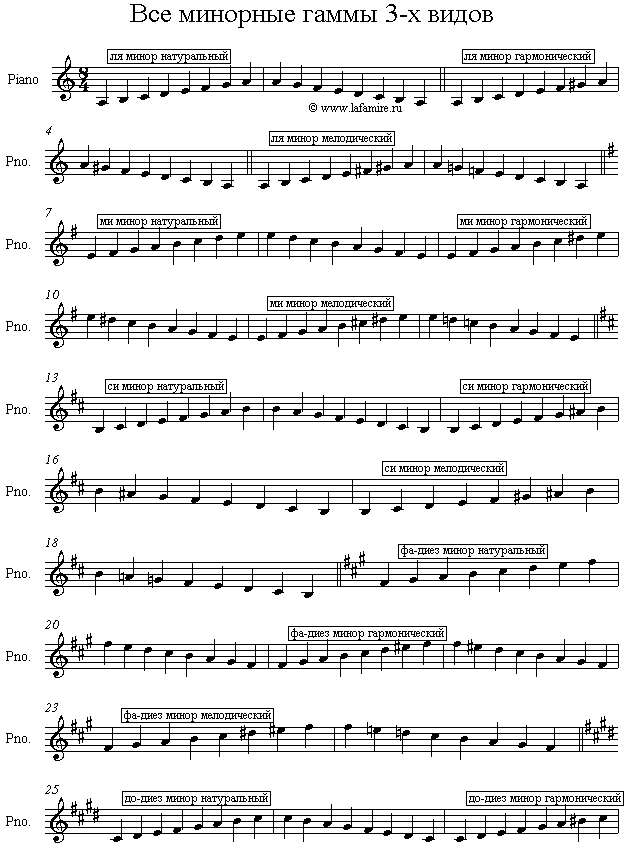 Все минорные гаммы 3-х видов
ля минор натуральный ля минор гармонический
Piano 8 4
© www.lafamire.ru
4 ля минор мелодический
Pno.
7 ми минор натуральный ми минор гармонический
Pno.
10 ми минор мелодический
Pno.
13 си минор натуральный си минор гармонический
Pno.
16 си минор мелодический
Pno.
18 фа-диез минор натуральный
Pno.
20 фа-диез минор гармонический
Pno.
23 фа-диез минор мелодический
Pno.
25 до-диез минор натуральный до-диез минор гармонический
Pno.